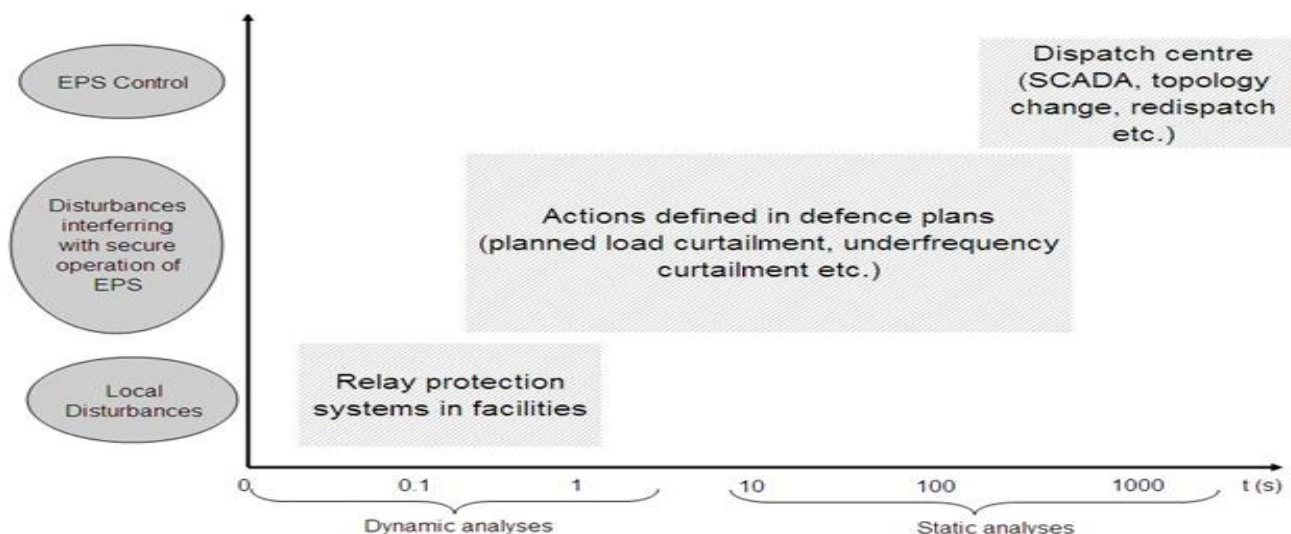 EPS Control
Dispatch centre
(SCADA, topology
change, redispatch
etc.)
Disturbances
interferring
with secure
operation of
EPS
Actions defined in defence plans
(planned load curtailment, underfrequency
curtailment etc.)
Local
Disturbances
Relay protection
systems in facilities
0 0.1 1 10 100 1000 t (s)
Dynamic analyses Static analyses